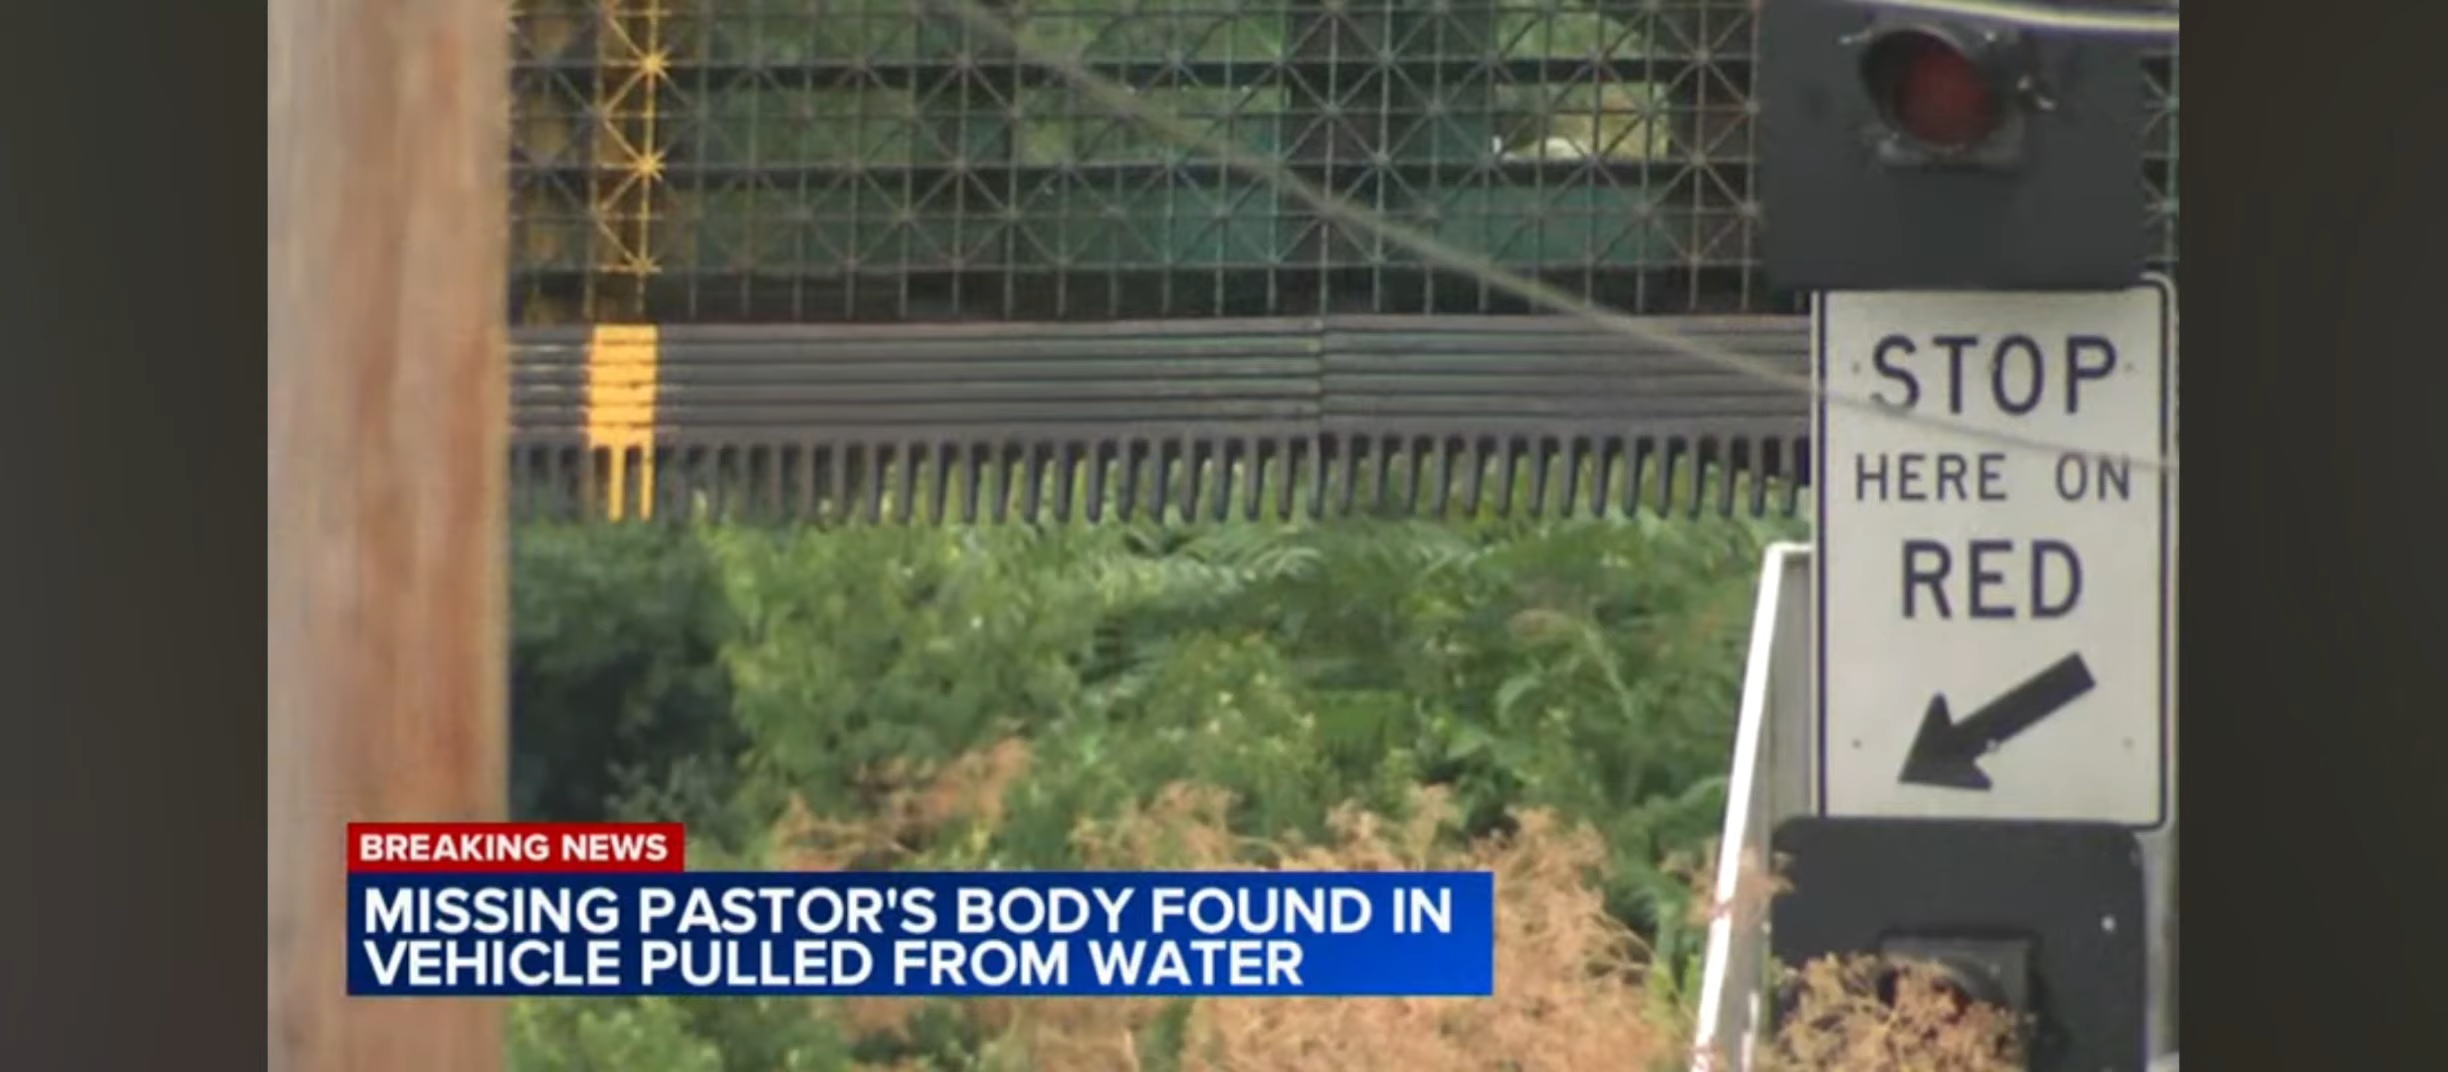 STOP
HERE ON
RED
BREAKING NEWS
MISSING PASTOR'S BODY FOUND IN
VEHICLE PULLED FROM WATER